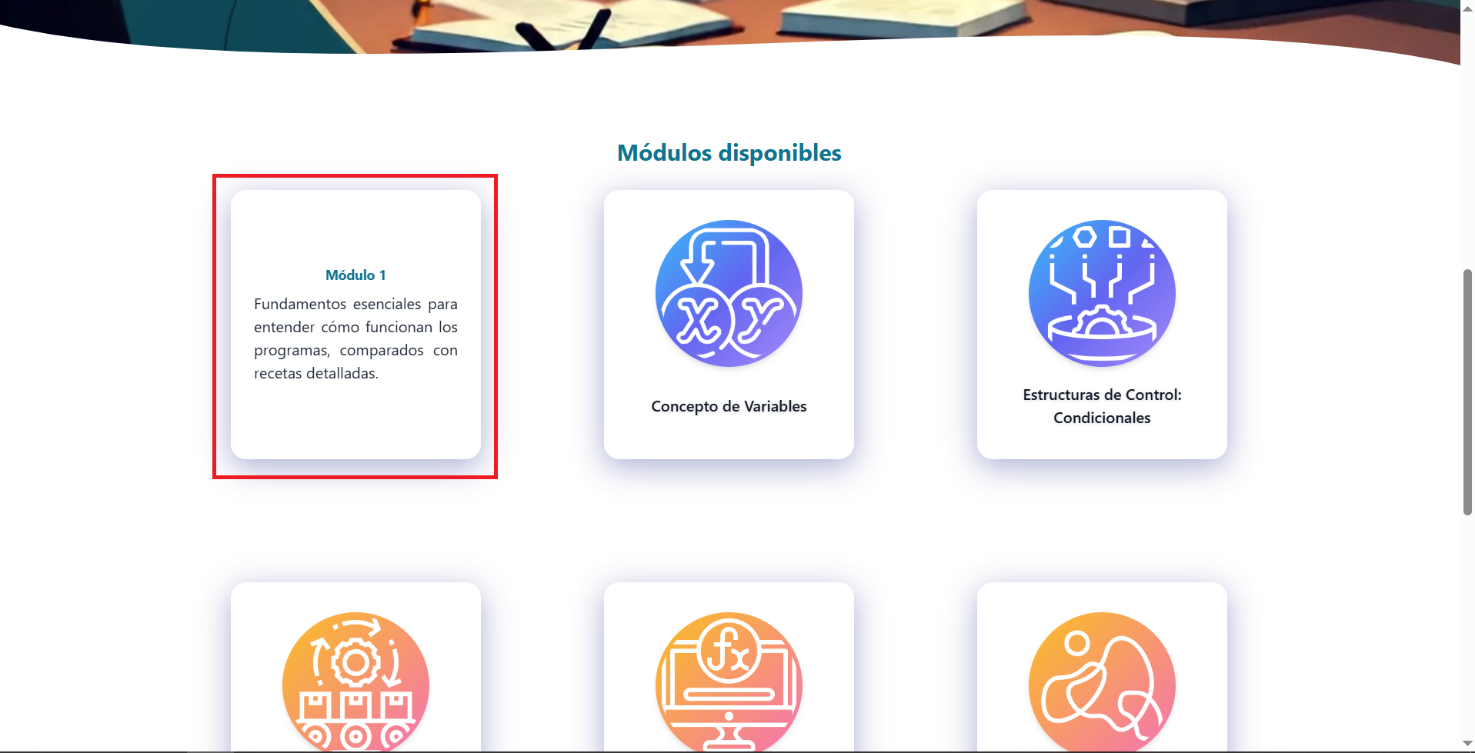 Módulos disponibles
Módulo 1
Fundamentos esenciales para
entender cómo funcionan los
programas, comparados con
recetas detalladas.
x y
Concepto de Variables
Estructuras de Control:
Condicionales
fx